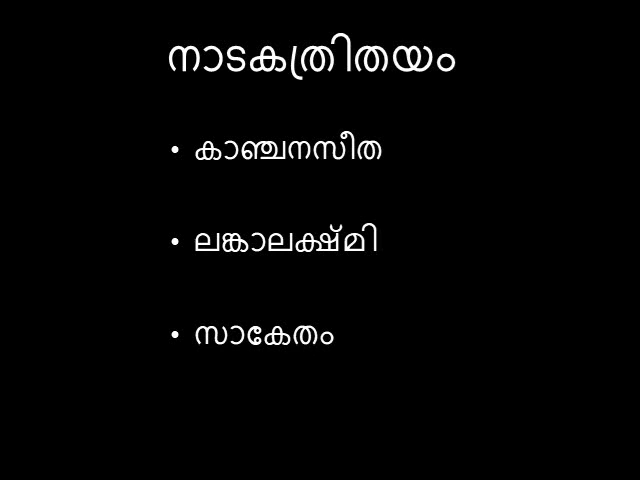 നാടകത്രിതയം
• കാഞ്ചനസീത
• ലങ്കാലക്ഷ്മി
• സാകേതം